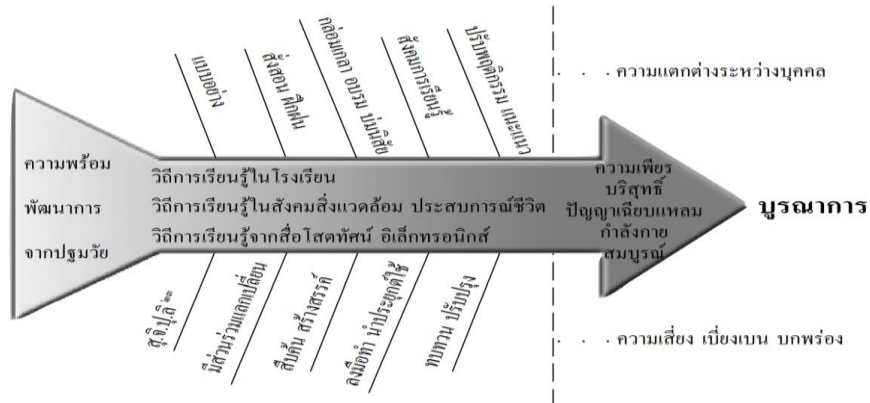 แบบอย่าง
สั่งสอน ฝึกฝน
กล่อมเกลา อบรม บ่มนิสัย
สังคมการเรียนรู้
ปรับพฤติกรรม แนะแนว
. . . ความแตกต่างระหว่างบุคคล
ความพร้อม
พัฒนาการ
จากปฐมวัย
วิถีการเรียนรู้ในโรงเรียน
วิถีการเรียนรู้ในสังคมสิ่งแวดล้อม ประสบการณ์ชีวิต
วิถีการเรียนรู้จากสื่อโสตทัศน์ อิเล็กทรอนิกส์
ความเพียร
บริสุทธิ์
ปัญญาเฉียบแหลม
กำลังกาย
สมบูรณ์
บูรณาการ
สุ.จิ.ปุ.ลิ ๒๓
มีส่วนร่วมแลกเปลี่ยน
สืบค้น สร้างสรรค์
ลงมือทำ นำประยุกต์ใช้
ทบทวน ปรับปรุง
. . . ความเสี่ยง เบี่ยงเบน บกพร่อง